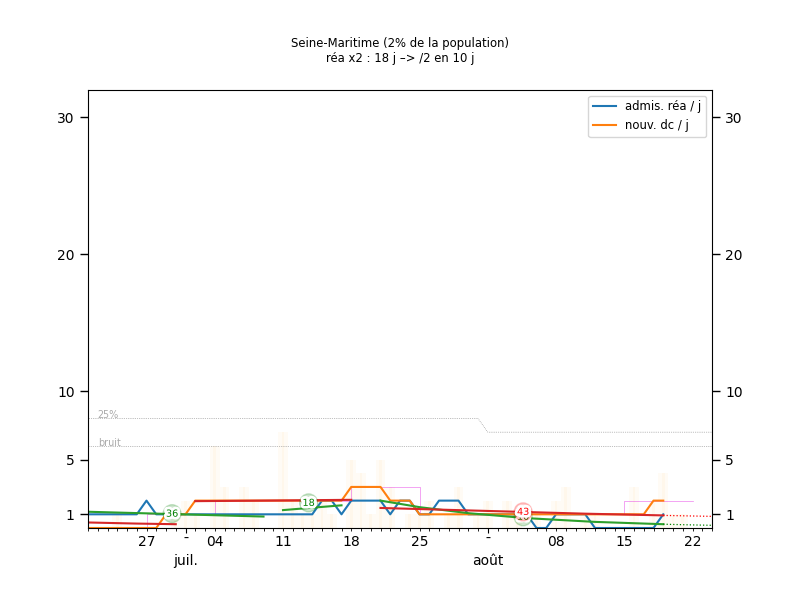 Seine-Maritime (2% de la population)
réa x2 : 18 j –> /2 en 10 j
admis. réa / j
nouv. dc / j
30 30
20 20
10 10
25%
bruit
5 5
18
36
43
1 1
27 - 04 11 18 25 - 08 15 22
juil. août